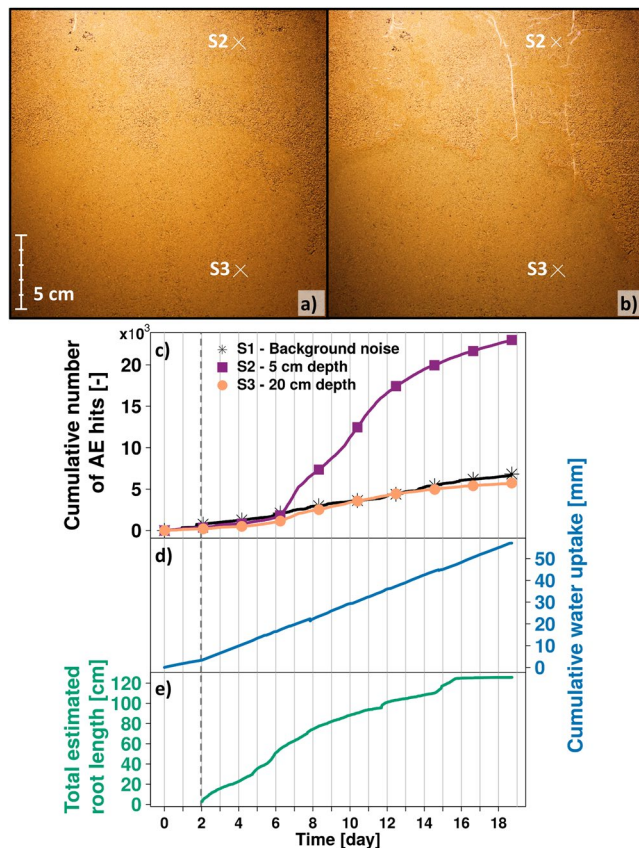 S2
S3
5 cm
a)
S2
S3
b)
x10³
c)
S1 - Background noise
S2 - 5 cm depth
S3 - 20 cm depth
20
15
10
5
0
Cumulative number
of AE hits [-]
d)
50
40
30
20
10
0
Cumulative water uptake [mm]
e)
120
100
80
60
40
20
0
Total estimated
root length [cm]
0 2 4 6 8 10 12 14 16 18
Time [day]